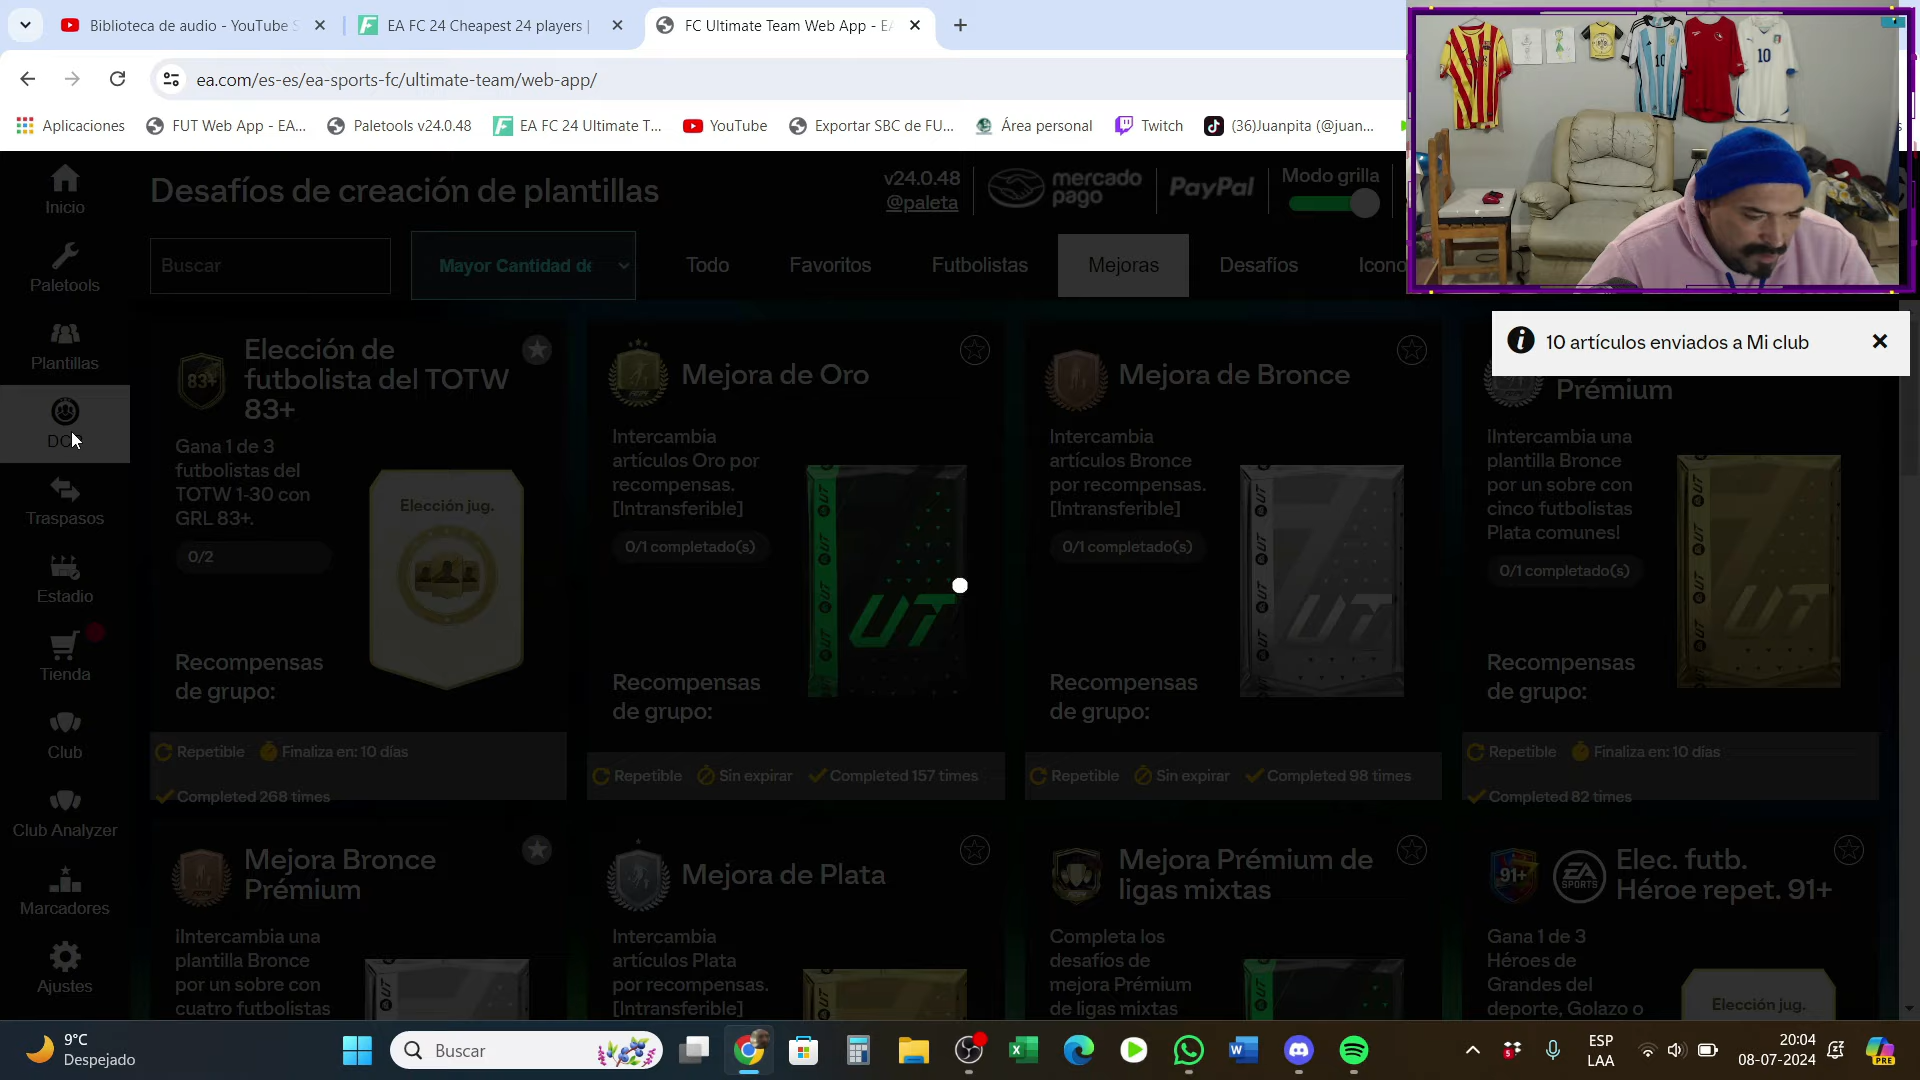 Biblioteca de audio - YouTube S
EA FC 24 Cheapest 24 players |
FC Ultimate Team Web App - EA
ea.com/es-es/ea-sports-fc/ultimate-team/web-app/
Aplicaciones
FUT Web App - EA...
Paletools v24.0.48
EA FC 24 Ultimate T...
YouTube
Exportar SBC de FU...
Área personal
Twitch
(36)Juanpita (@juan...
Inicio
Paletools
Plantillas
DC
Traspasos
Estadio
Tienda
Club
Club Analyzer
Marcadores
Ajustes
Desafíos de creación de plantillas
v24.0.48
@paleta
mercado
pago
PayPal
Modo grilla
Buscar
Mayor Cantidad de
Todo
Favoritos
Futbolistas
Mejoras
Desafíos
Icono
10 artículos enviados a Mi club
83+
Elección de
futbolista del TOTW
83+
Gana 1 de 3
futbolistas del
TOTW 1-30 con
GRL 83+.
0/2
Elección jug.
Recompensas
de grupo:
Repetible
Finaliza en: 10 días
Completed 268 times
Mejora de Oro
Intercambia
artículos Oro por
recompensas.
[Intransferible]
0/1 completado(s)
UT
Recompensas
de grupo:
Repetible
Sin expirar
Completed 157 times
Mejora de Bronce
Intercambia
artículos Bronce
por recompensas.
[Intransferible]
0/1 completado(s)
UT
Recompensas
de grupo:
Repetible
Sin expirar
Completed 98 times
Prémium
¡Intercambia una
plantilla Bronce
por un sobre con
cinco futbolistas
Plata comunes!
0/1 completado(s)
UT
Recompensas
de grupo:
Repetible
Finaliza en: 10 días
Completed 82 times
Mejora Bronce
Prémium
¡Intercambia una
plantilla Bronce
por un sobre con
cuatro futbolistas
Mejora de Plata
Intercambia
artículos Plata
por recompensas.
[Intransferible]
Mejora Prémium de
ligas mixtas
Completa los
desafíos de
mejora Prémium
de ligas mixtas
91+
EA
SPORTS
Elec. futb.
Héroe repet. 91+
Gana 1 de 3
Héroes de
Grandes del
deporte, Golazo o
Elección jug.
9°C
Despejado
Buscar
ESP
LAA
20:04
08-07-2024
PRE
10
10